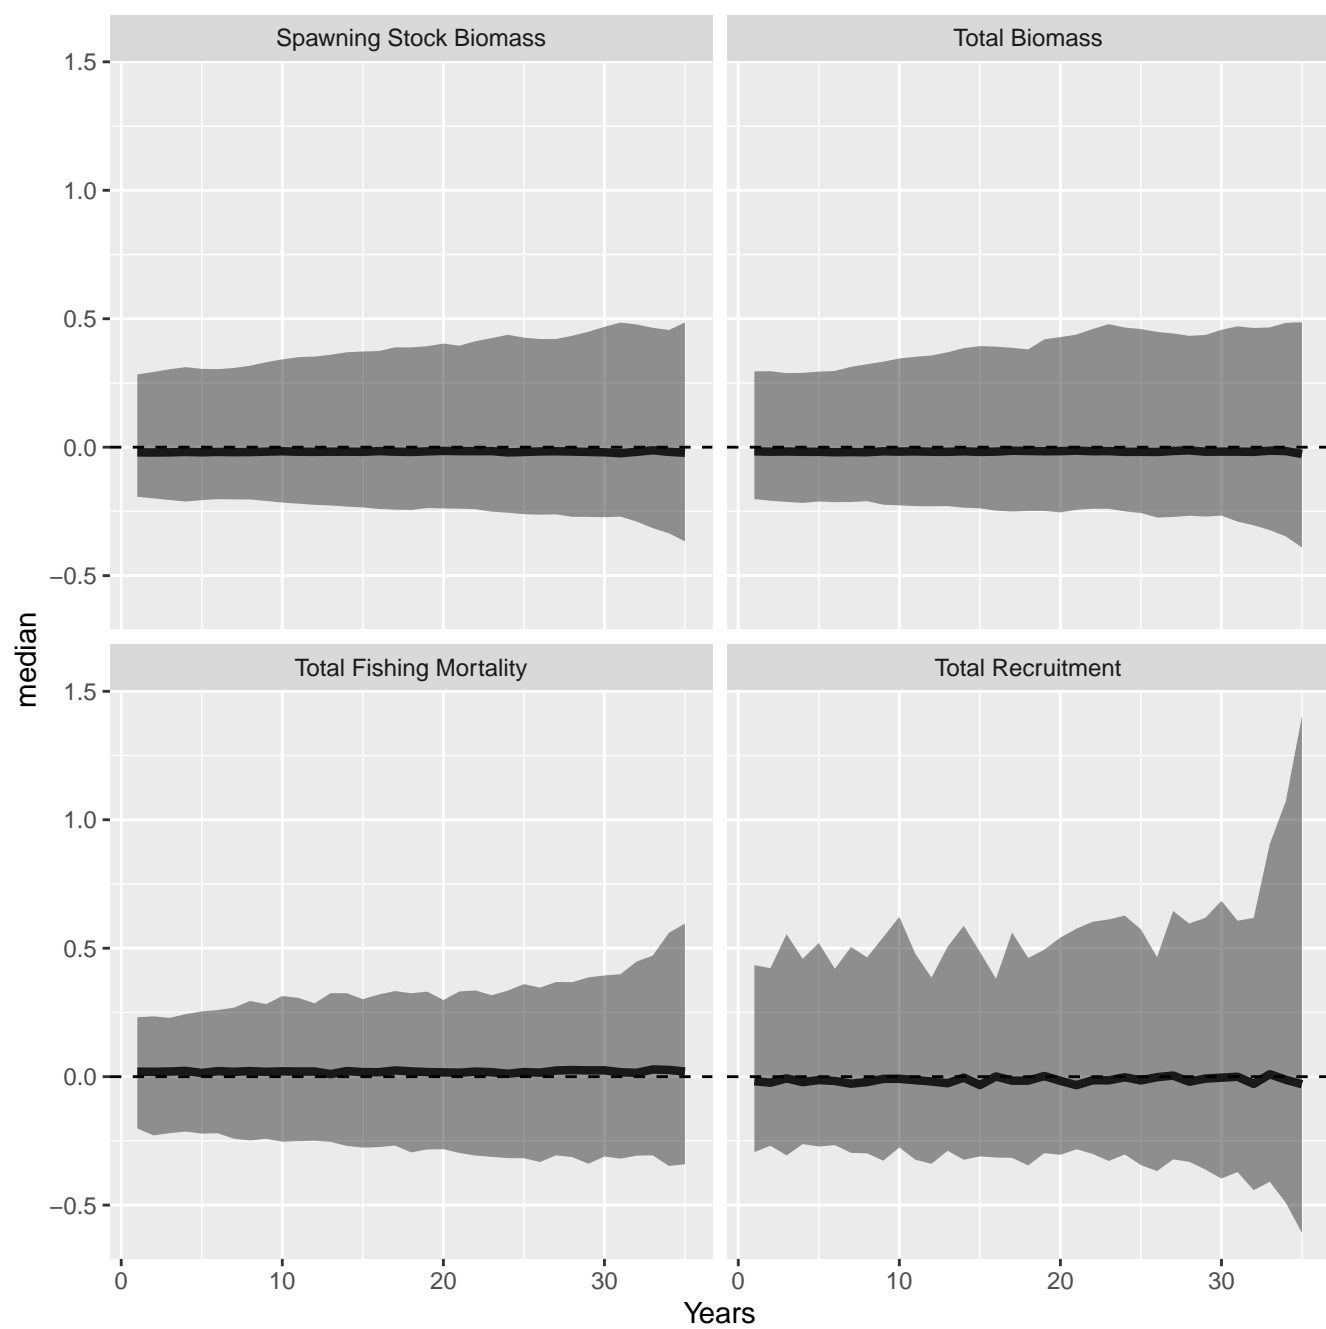 Spawning Stock Biomass
Total Biomass
1.5
1.0
0.5
0.0
−0.5
median
Total Fishing Mortality
Total Recruitment
1.5
1.0
0.5
0.0
−0.5
0 10 20 30
0 10 20 30
Years